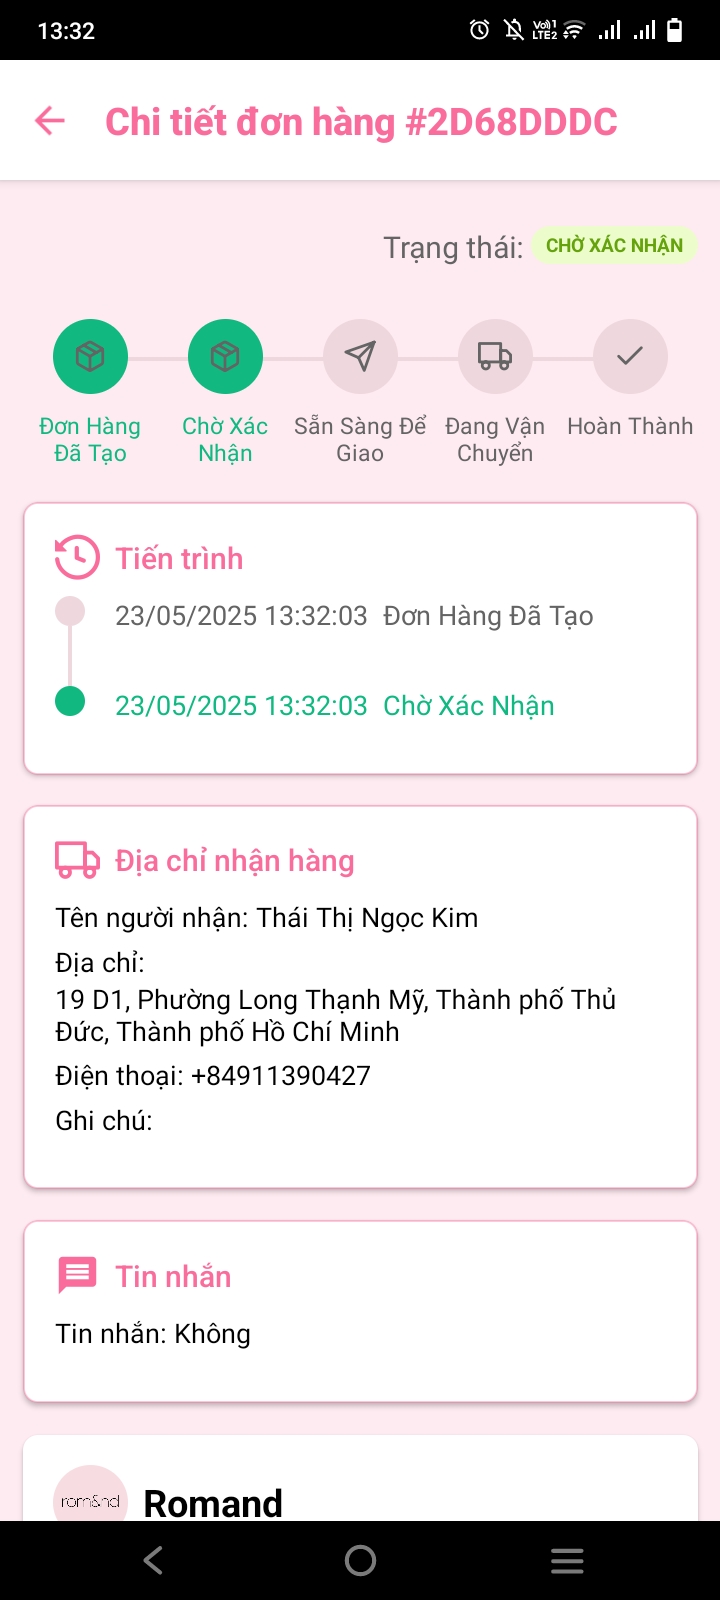 13:32
Vo)) 1
LTE2
Chi tiết đơn hàng #2D68DDDC
Trạng thái: CHỜ XÁC NHẬN
Đơn Hàng Đã Tạo
Chờ Xác Nhận
Sẵn Sàng Để Giao
Đang Vận Chuyển
Hoàn Thành
Tiến trình
23/05/2025 13:32:03 Đơn Hàng Đã Tạo
23/05/2025 13:32:03 Chờ Xác Nhận
Địa chỉ nhận hàng
Tên người nhận: Thái Thị Ngọc Kim
Địa chỉ:
19 D1, Phường Long Thạnh Mỹ, Thành phố Thủ
Đức, Thành phố Hồ Chí Minh
Điện thoại: +84911390427
Ghi chú:
Tin nhắn
Tin nhắn: Không
rom&nd
Romand